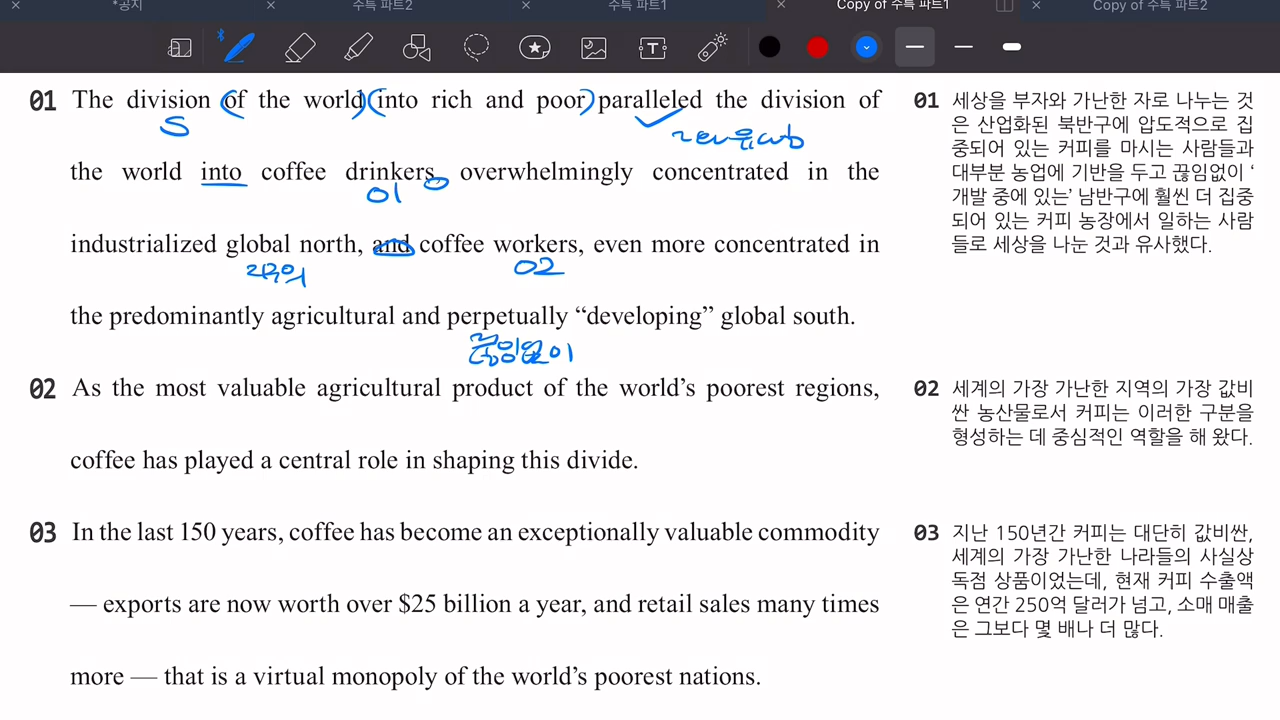 *공지
수특 파트2
수특 파트1
Copy of 수특 파트1
Copy of 수특 파트2
01 The division of the world into rich and poor paralleled the division of
S
the world into coffee drinkers, overwhelmingly concentrated in the
01
industrialized global north, and coffee workers, even more concentrated in
02
the predominantly agricultural and perpetually “developing” global south.
끊임없이
02 As the most valuable agricultural product of the world’s poorest regions,
coffee has played a central role in shaping this divide.
03 In the last 150 years, coffee has become an exceptionally valuable commodity
— exports are now worth over $25 billion a year, and retail sales many times
more — that is a virtual monopoly of the world’s poorest nations.
01 세상을 부자와 가난한 자로 나누는 것
은 산업화된 북반구에 압도적으로 집
중되어 있는 커피를 마시는 사람들과
대부분 농업에 기반을 두고 끊임없이 ‘
개발 중에 있는’ 남반구에 훨씬 더 집중
되어 있는 커피 농장에서 일하는 사람
들로 세상을 나눈 것과 유사했다.
02 세계의 가장 가난한 지역의 가장 값비
싼 농산물로서 커피는 이러한 구분을
형성하는 데 중심적인 역할을 해 왔다.
03 지난 150년간 커피는 대단히 값비싼,
세계의 가장 가난한 나라들의 사실상
독점 상품이었는데, 현재 커피 수출액
은 연간 250억 달러가 넘고, 소매 매출
은 그보다 몇 배나 더 많다.